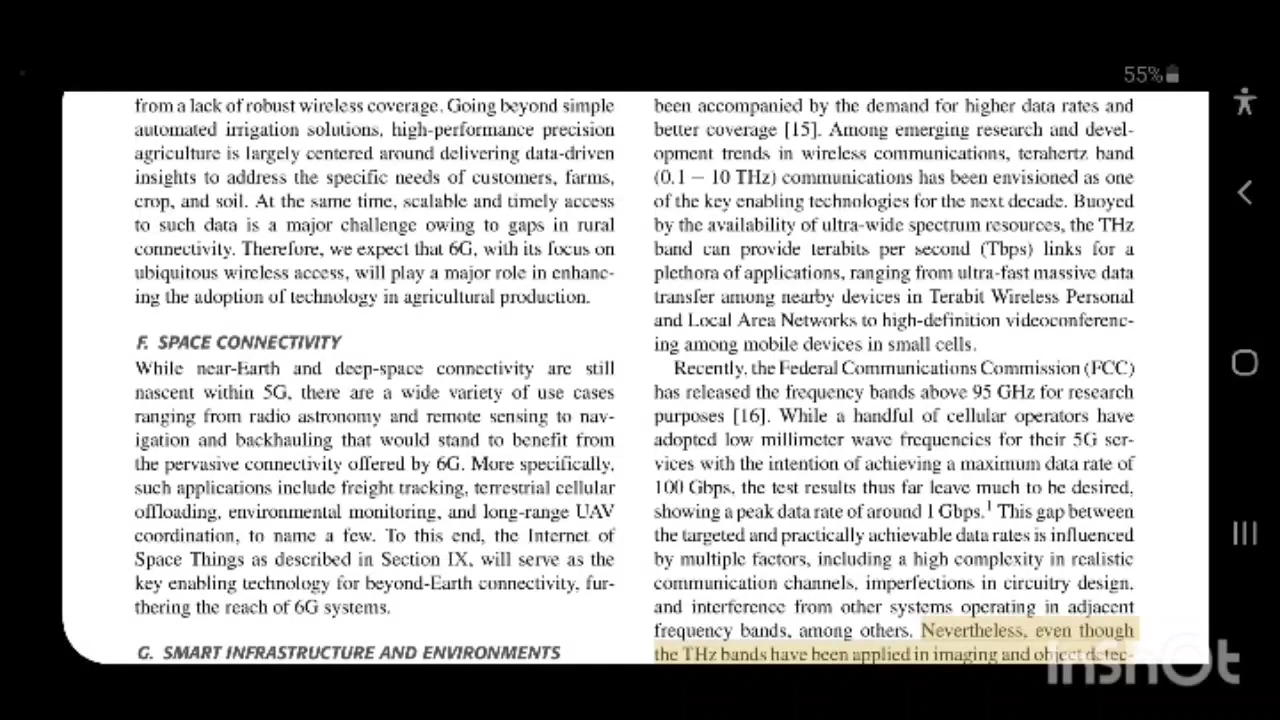 55%
from a lack of robust wireless coverage. Going beyond simple
automated irrigation solutions, high-performance precision
agriculture is largely centered around delivering data-driven
insights to address the specific needs of customers, farms,
crop, and soil. At the same time, scalable and timely access
to such data is a major challenge owing to gaps in rural
connectivity. Therefore, we expect that 6G, with its focus on
ubiquitous wireless access, will play a major role in enhanc-
ing the adoption of technology in agricultural production.
F. SPACE CONNECTIVITY
While near-Earth and deep-space connectivity are still
nascent within 5G, there are a wide variety of use cases
ranging from radio astronomy and remote sensing to nav-
igation and backhauling that would stand to benefit from
the pervasive connectivity offered by 6G. More specifically,
such applications include freight tracking, terrestrial cellular
offloading, environmental monitoring, and long-range UAV
coordination, to name a few. To this end, the Internet of
Space Things as described in Section IX, will serve as the
key enabling technology for beyond-Earth connectivity, fur-
thering the reach of 6G systems.
G. SMART INFRASTRUCTURE AND ENVIRONMENTS
been accompanied by the demand for higher data rates and
better coverage [15]. Among emerging research and devel-
opment trends in wireless communications, terahertz band
(0.1 – 10 THz) communications has been envisioned as one
of the key enabling technologies for the next decade. Buoyed
by the availability of ultra-wide spectrum resources, the THz
band can provide terabits per second (Tbps) links for a
plethora of applications, ranging from ultra-fast massive data
transfer among nearby devices in Terabit Wireless Personal
and Local Area Networks to high-definition videoconferenc-
ing among mobile devices in small cells.
Recently, the Federal Communications Commission (FCC)
has released the frequency bands above 95 GHz for research
purposes [16]. While a handful of cellular operators have
adopted low millimeter wave frequencies for their 5G ser-
vices with the intention of achieving a maximum data rate of
100 Gbps, the test results thus far leave much to be desired,
showing a peak data rate of around 1 Gbps.¹ This gap between
the targeted and practically achievable data rates is influenced
by multiple factors, including a high complexity in realistic
communication channels, imperfections in circuitry design,
and interference from other systems operating in adjacent
frequency bands, among others. Nevertheless, even though
the THz bands have been applied in imaging and object detec-
InShOt